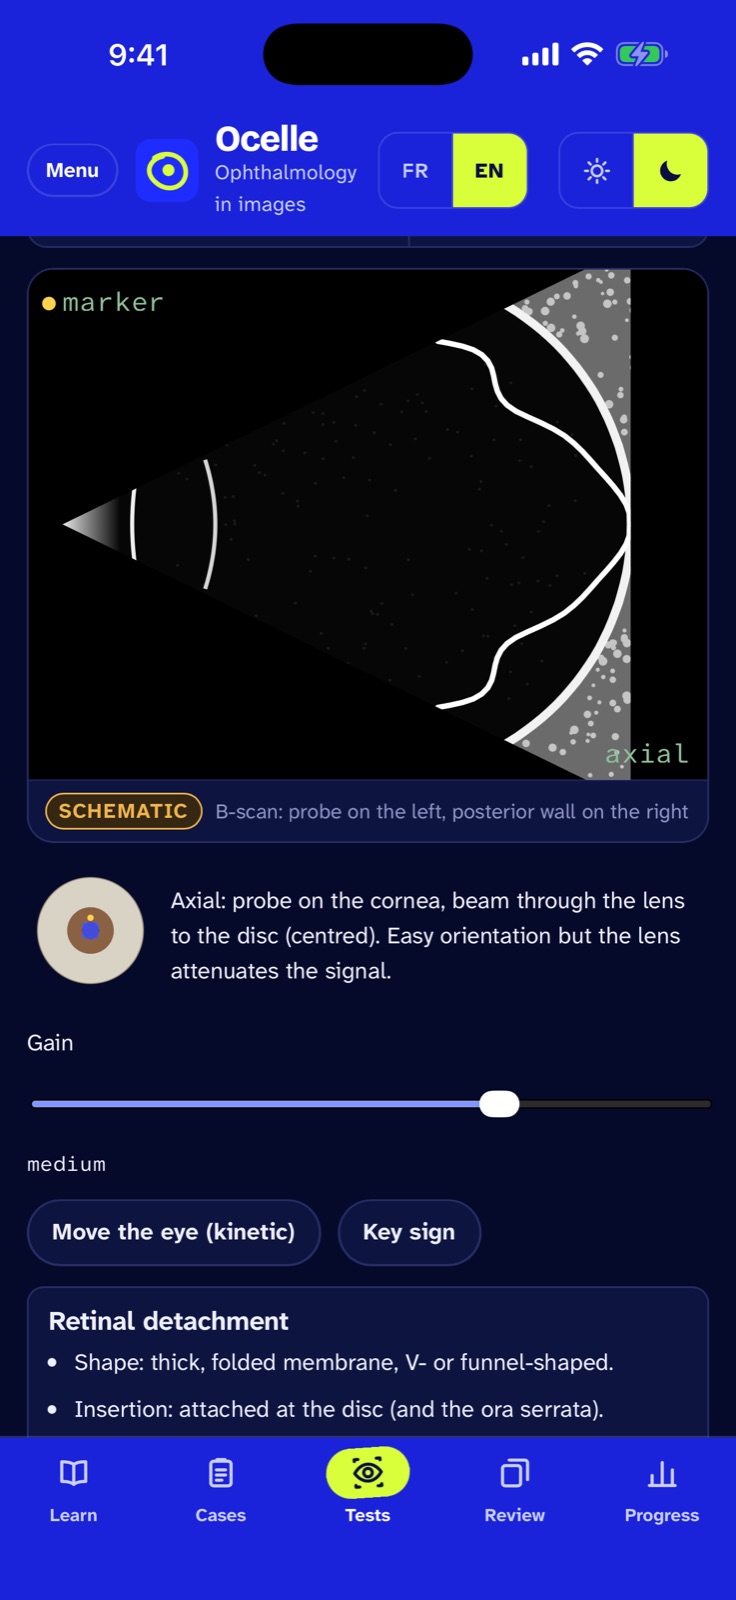 9:41
Menu
Ocelle
Ophthalmology
in images
FR
EN
marker
axial
SCHEMATIC
B-scan: probe on the left, posterior wall on the right
Axial: probe on the cornea, beam through the lens
to the disc (centred). Easy orientation but the lens
attenuates the signal.
Gain
medium
Move the eye (kinetic)
Key sign
Retinal detachment
• Shape: thick, folded membrane, V- or funnel-shaped.
• Insertion: attached at the disc (and the ora serrata).
Learn
Cases
Tests
Review
Progress